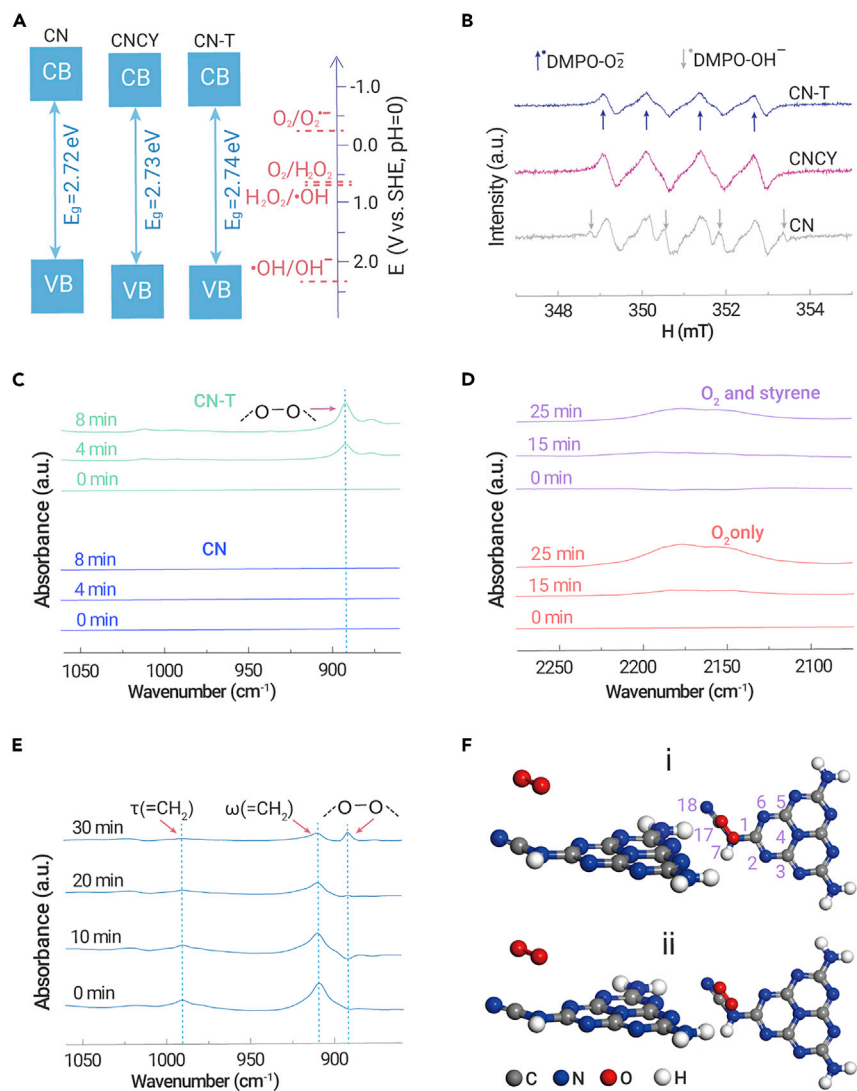 A
CN
CNCY
CN-T
CB
CB
CB
Eg=2.72 eV
Eg=2.73 eV
Eg=2.74 eV
VB
VB
VB
O₂/O₂•−
O₂/H₂O₂
H₂O₂/•OH
•OH/OH−
-1.0
0.0
1.0
2.0
E (V vs. SHE, pH=0)
B
*DMPO-O₂−
*DMPO-OH−
CN-T
CNCY
CN
Intensity (a.u.)
348
350
352
354
H (mT)
C
CN-T
O-O
8 min
4 min
0 min
CN
8 min
4 min
0 min
Absorbance (a.u.)
1050
1000
950
900
Wavenumber (cm⁻¹)
D
O₂ and styrene
25 min
15 min
0 min
O₂ only
25 min
15 min
0 min
Absorbance (a.u.)
2250
2200
2150
2100
Wavenumber (cm⁻¹)
E
τ(=CH₂)
ω(=CH₂)
O-O
30 min
20 min
10 min
0 min
Absorbance (a.u.)
1050
1000
950
900
Wavenumber (cm⁻¹)
F
i
18
6
5
17
1
4
7
2
3
ii
C
N
O
H